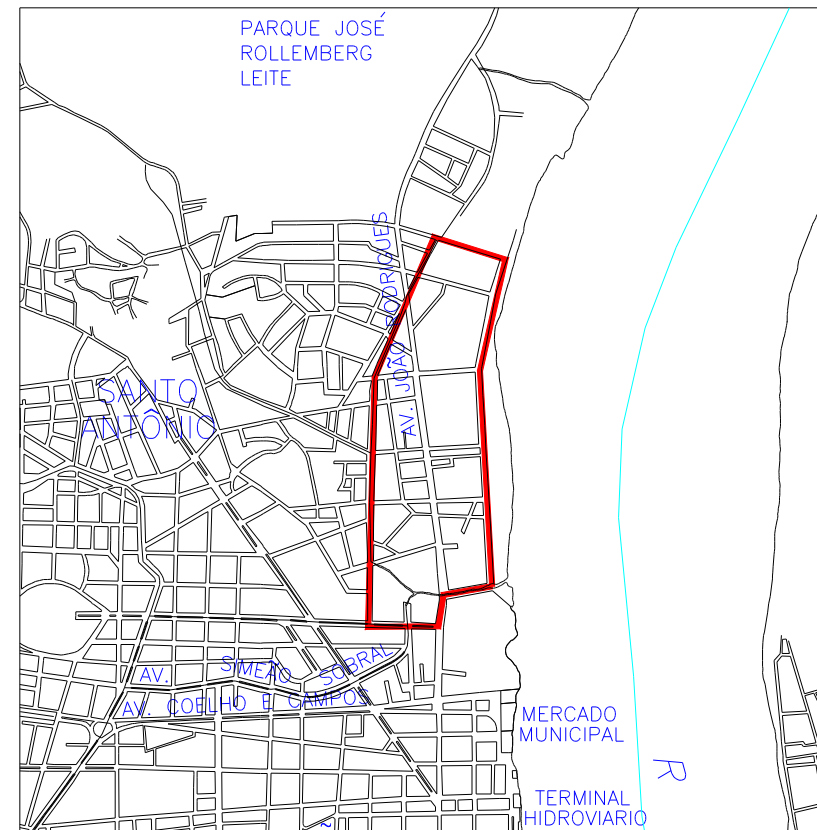 PARQUE JOSÉ
ROLLEMBERG
LEITE
AV. JOÃO RODRIGUES
SANTO
ANTÔNIO
AV. SIMEÃO SOBRAL
AV. COELHO E CAMPOS
MERCADO
MUNICIPAL
R
TERMINAL
HIDROVIARIO